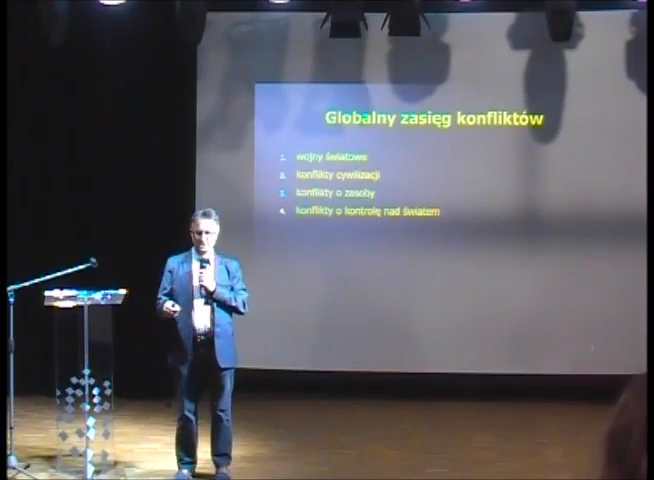 Globalny zasięg konfliktów
1. wojny światowe
2. konflikty cywilizacji
3. konflikty o zasoby
4. konflikty o kontrolę nad światem